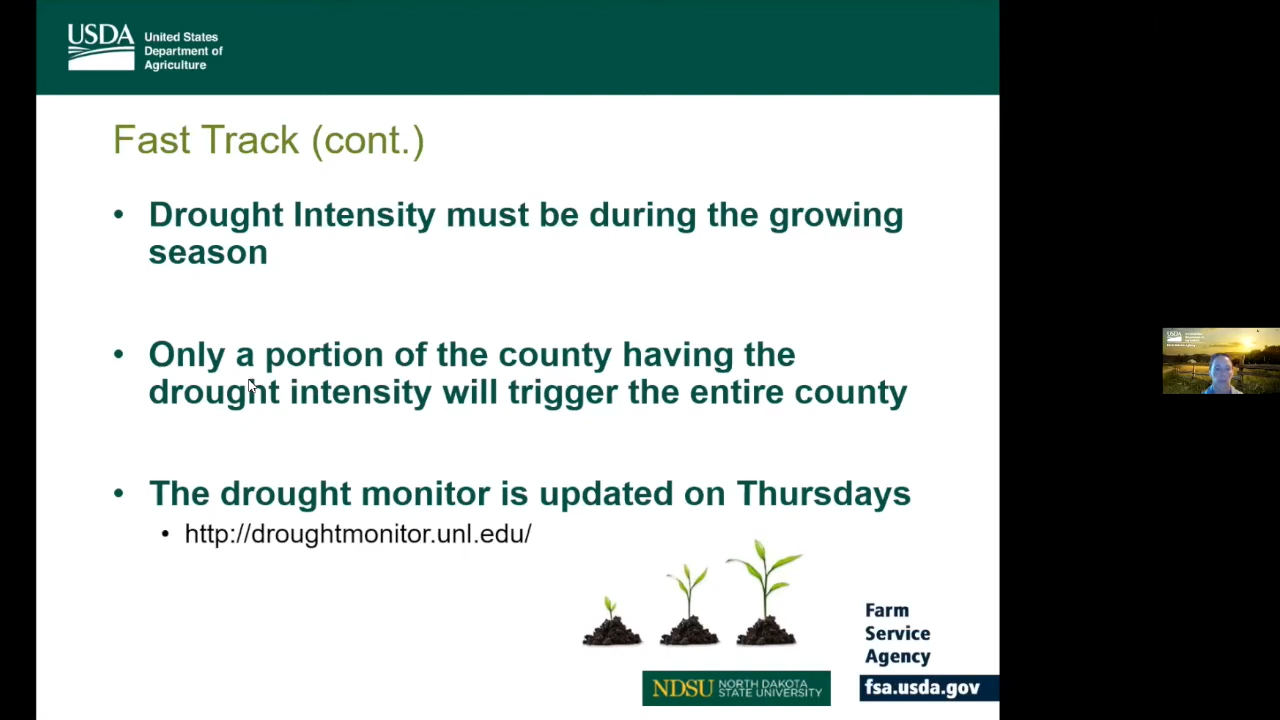 USDA
United States
Department of
Agriculture
Fast Track (cont.)
• Drought Intensity must be during the growing
season
• Only a portion of the county having the
drought intensity will trigger the entire county
• The drought monitor is updated on Thursdays
• http://droughtmonitor.unl.edu/
Farm
Service
Agency
fsa.usda.gov
NDSU NORTH DAKOTA
STATE UNIVERSITY
USDA